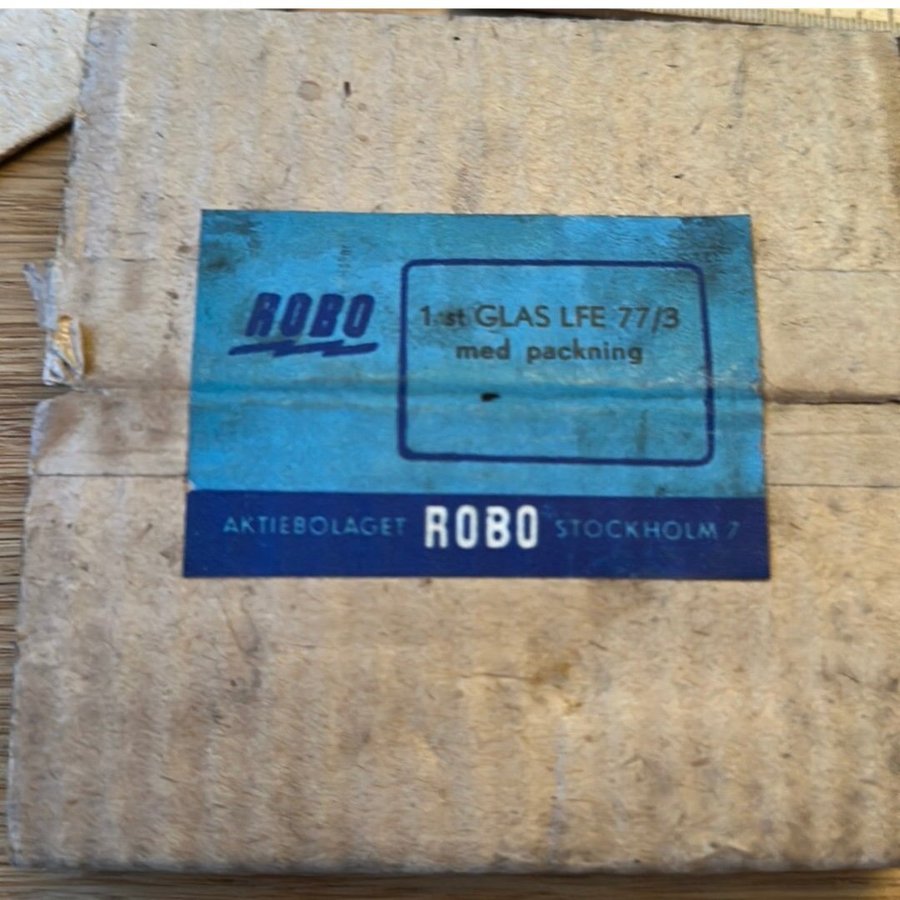 ROBO
1 st GLAS LFE 77/3
med packning
AKTIEBOLAGET ROBO STOCKHOLM 7